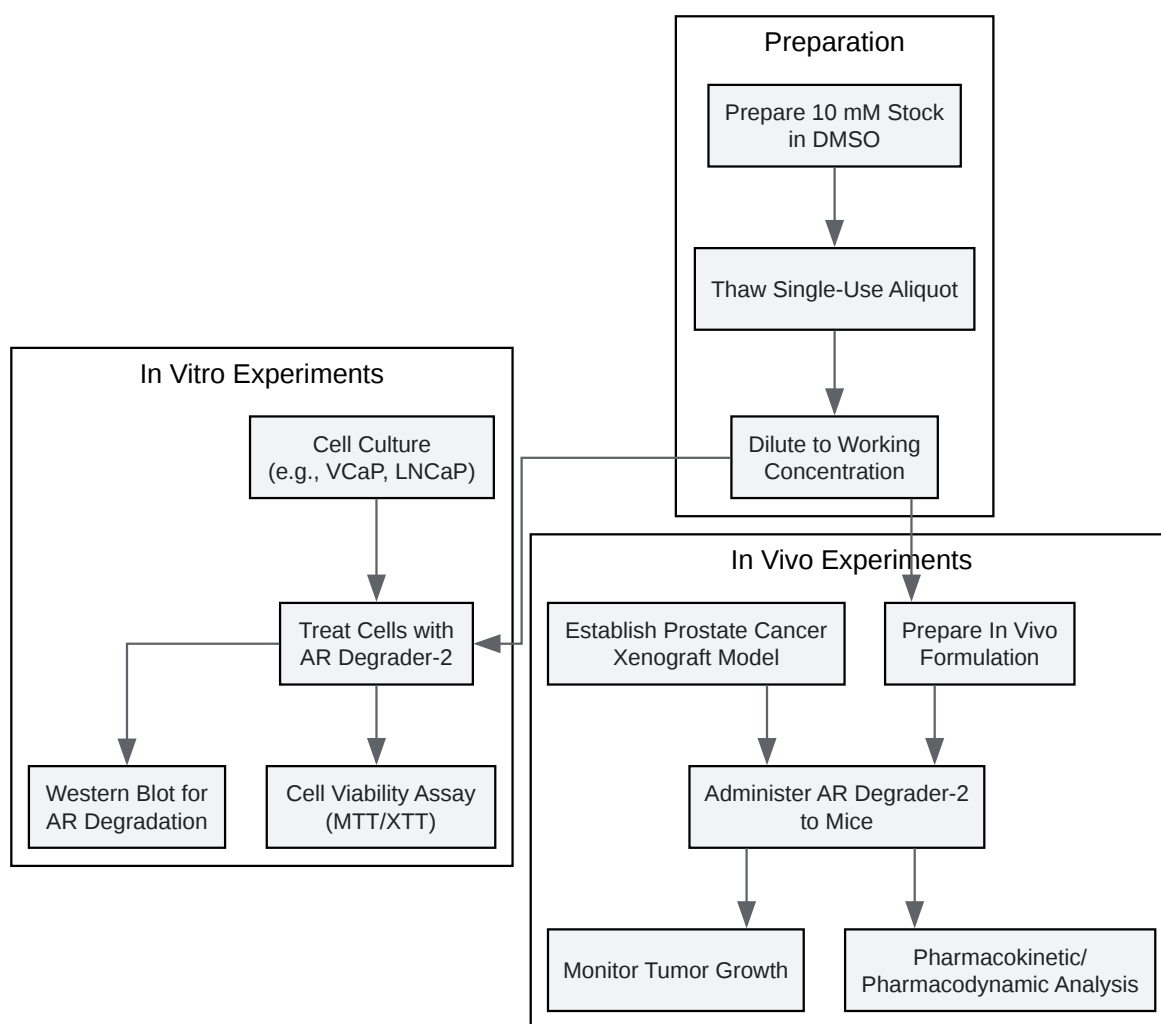 Preparation
Prepare 10 mM Stock
in DMSO
Thaw Single-Use Aliquot
Dilute to Working
Concentration
In Vitro Experiments
Cell Culture
(e.g., VCaP, LNCaP)
Treat Cells with
AR Degrader-2
Western Blot for
AR Degradation
Cell Viability Assay
(MTT/XTT)
In Vivo Experiments
Establish Prostate Cancer
Xenograft Model
Prepare In Vivo
Formulation
Administer AR Degrader-2
to Mice
Monitor Tumor Growth
Pharmacokinetic/
Pharmacodynamic Analysis